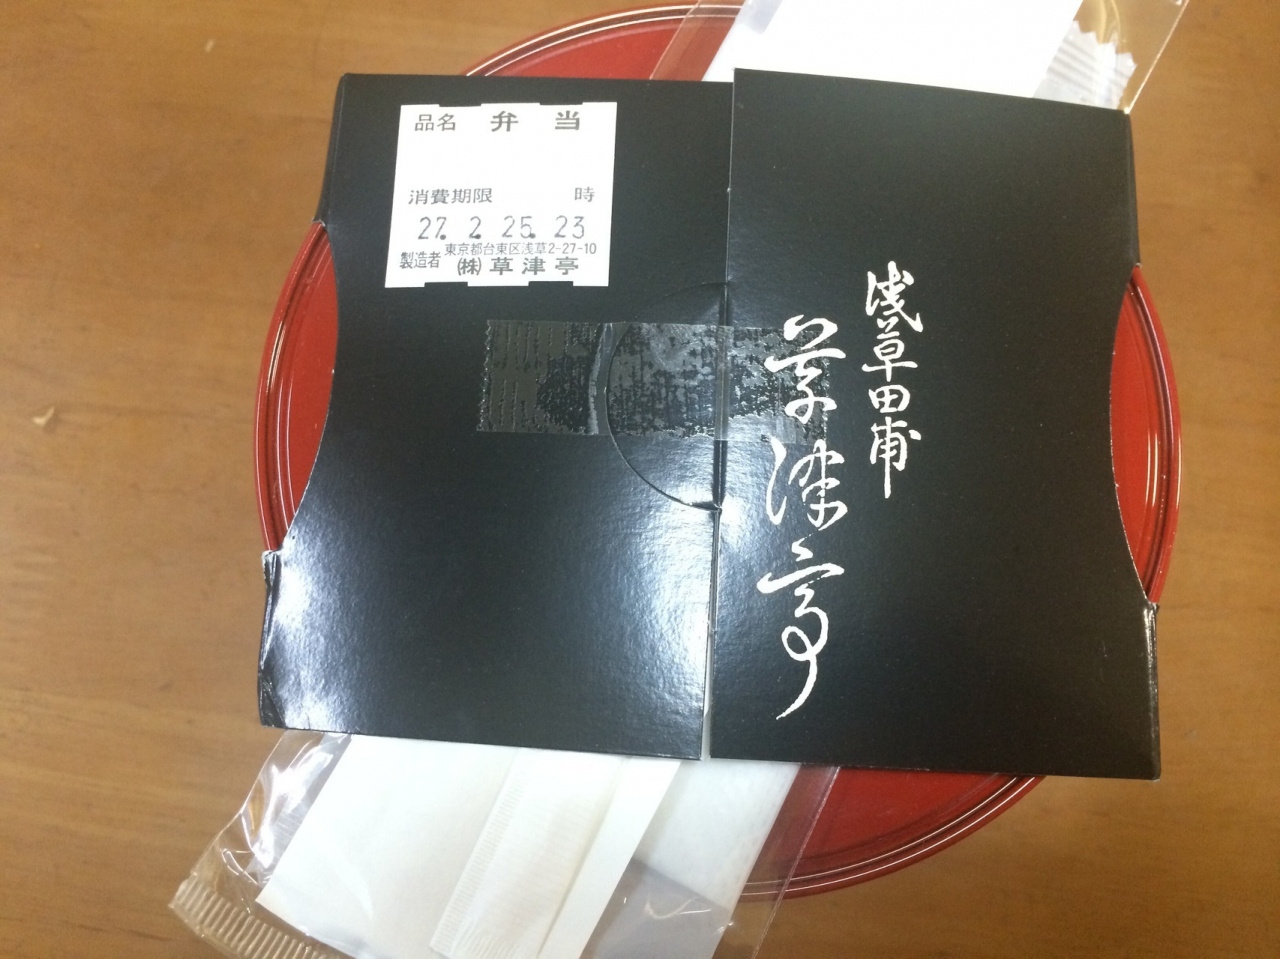 品名 弁当
消費期限 時
27. 2. 25. 23
東京都台東区浅草2-27-10
製造者 ㈱草津亭
浅草田甫
草津亭